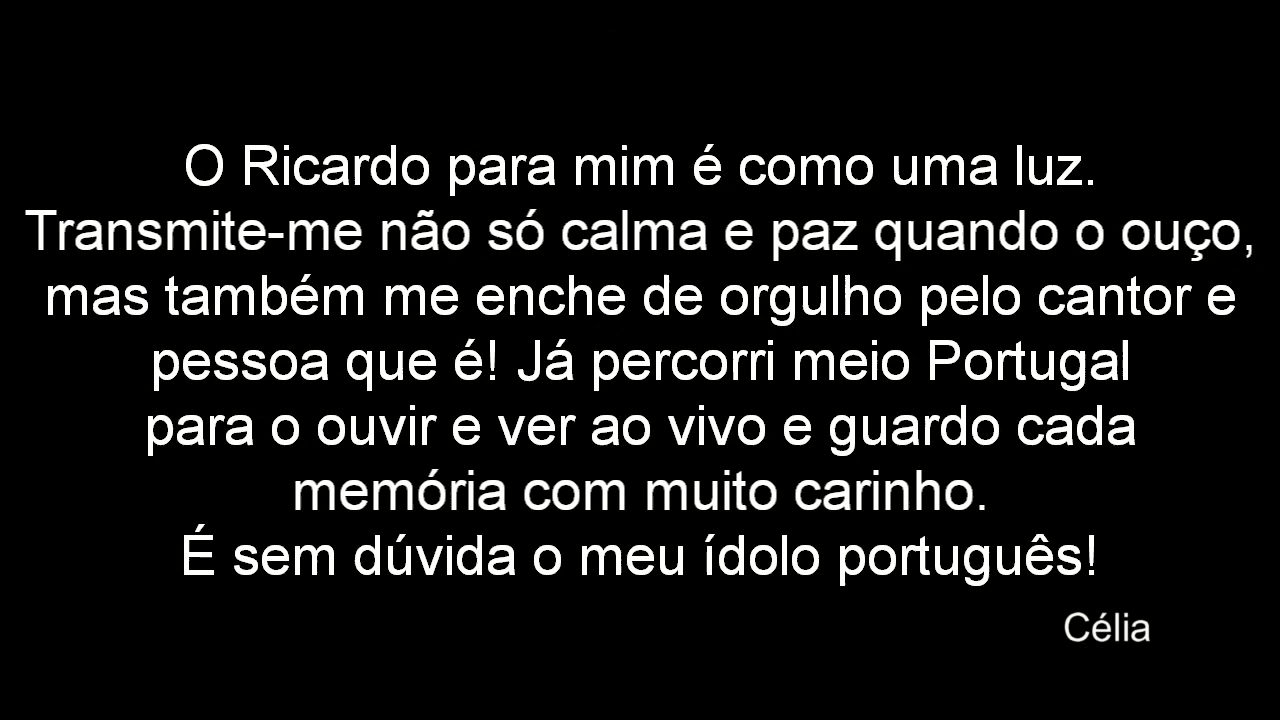 O Ricardo para mim é como uma luz.
Transmite-me não só calma e paz quando o ouço,
mas também me enche de orgulho pelo cantor e
pessoa que é! Já percorri meio Portugal
para o ouvir e ver ao vivo e guardo cada
memória com muito carinho.
É sem dúvida o meu ídolo português!
Célia